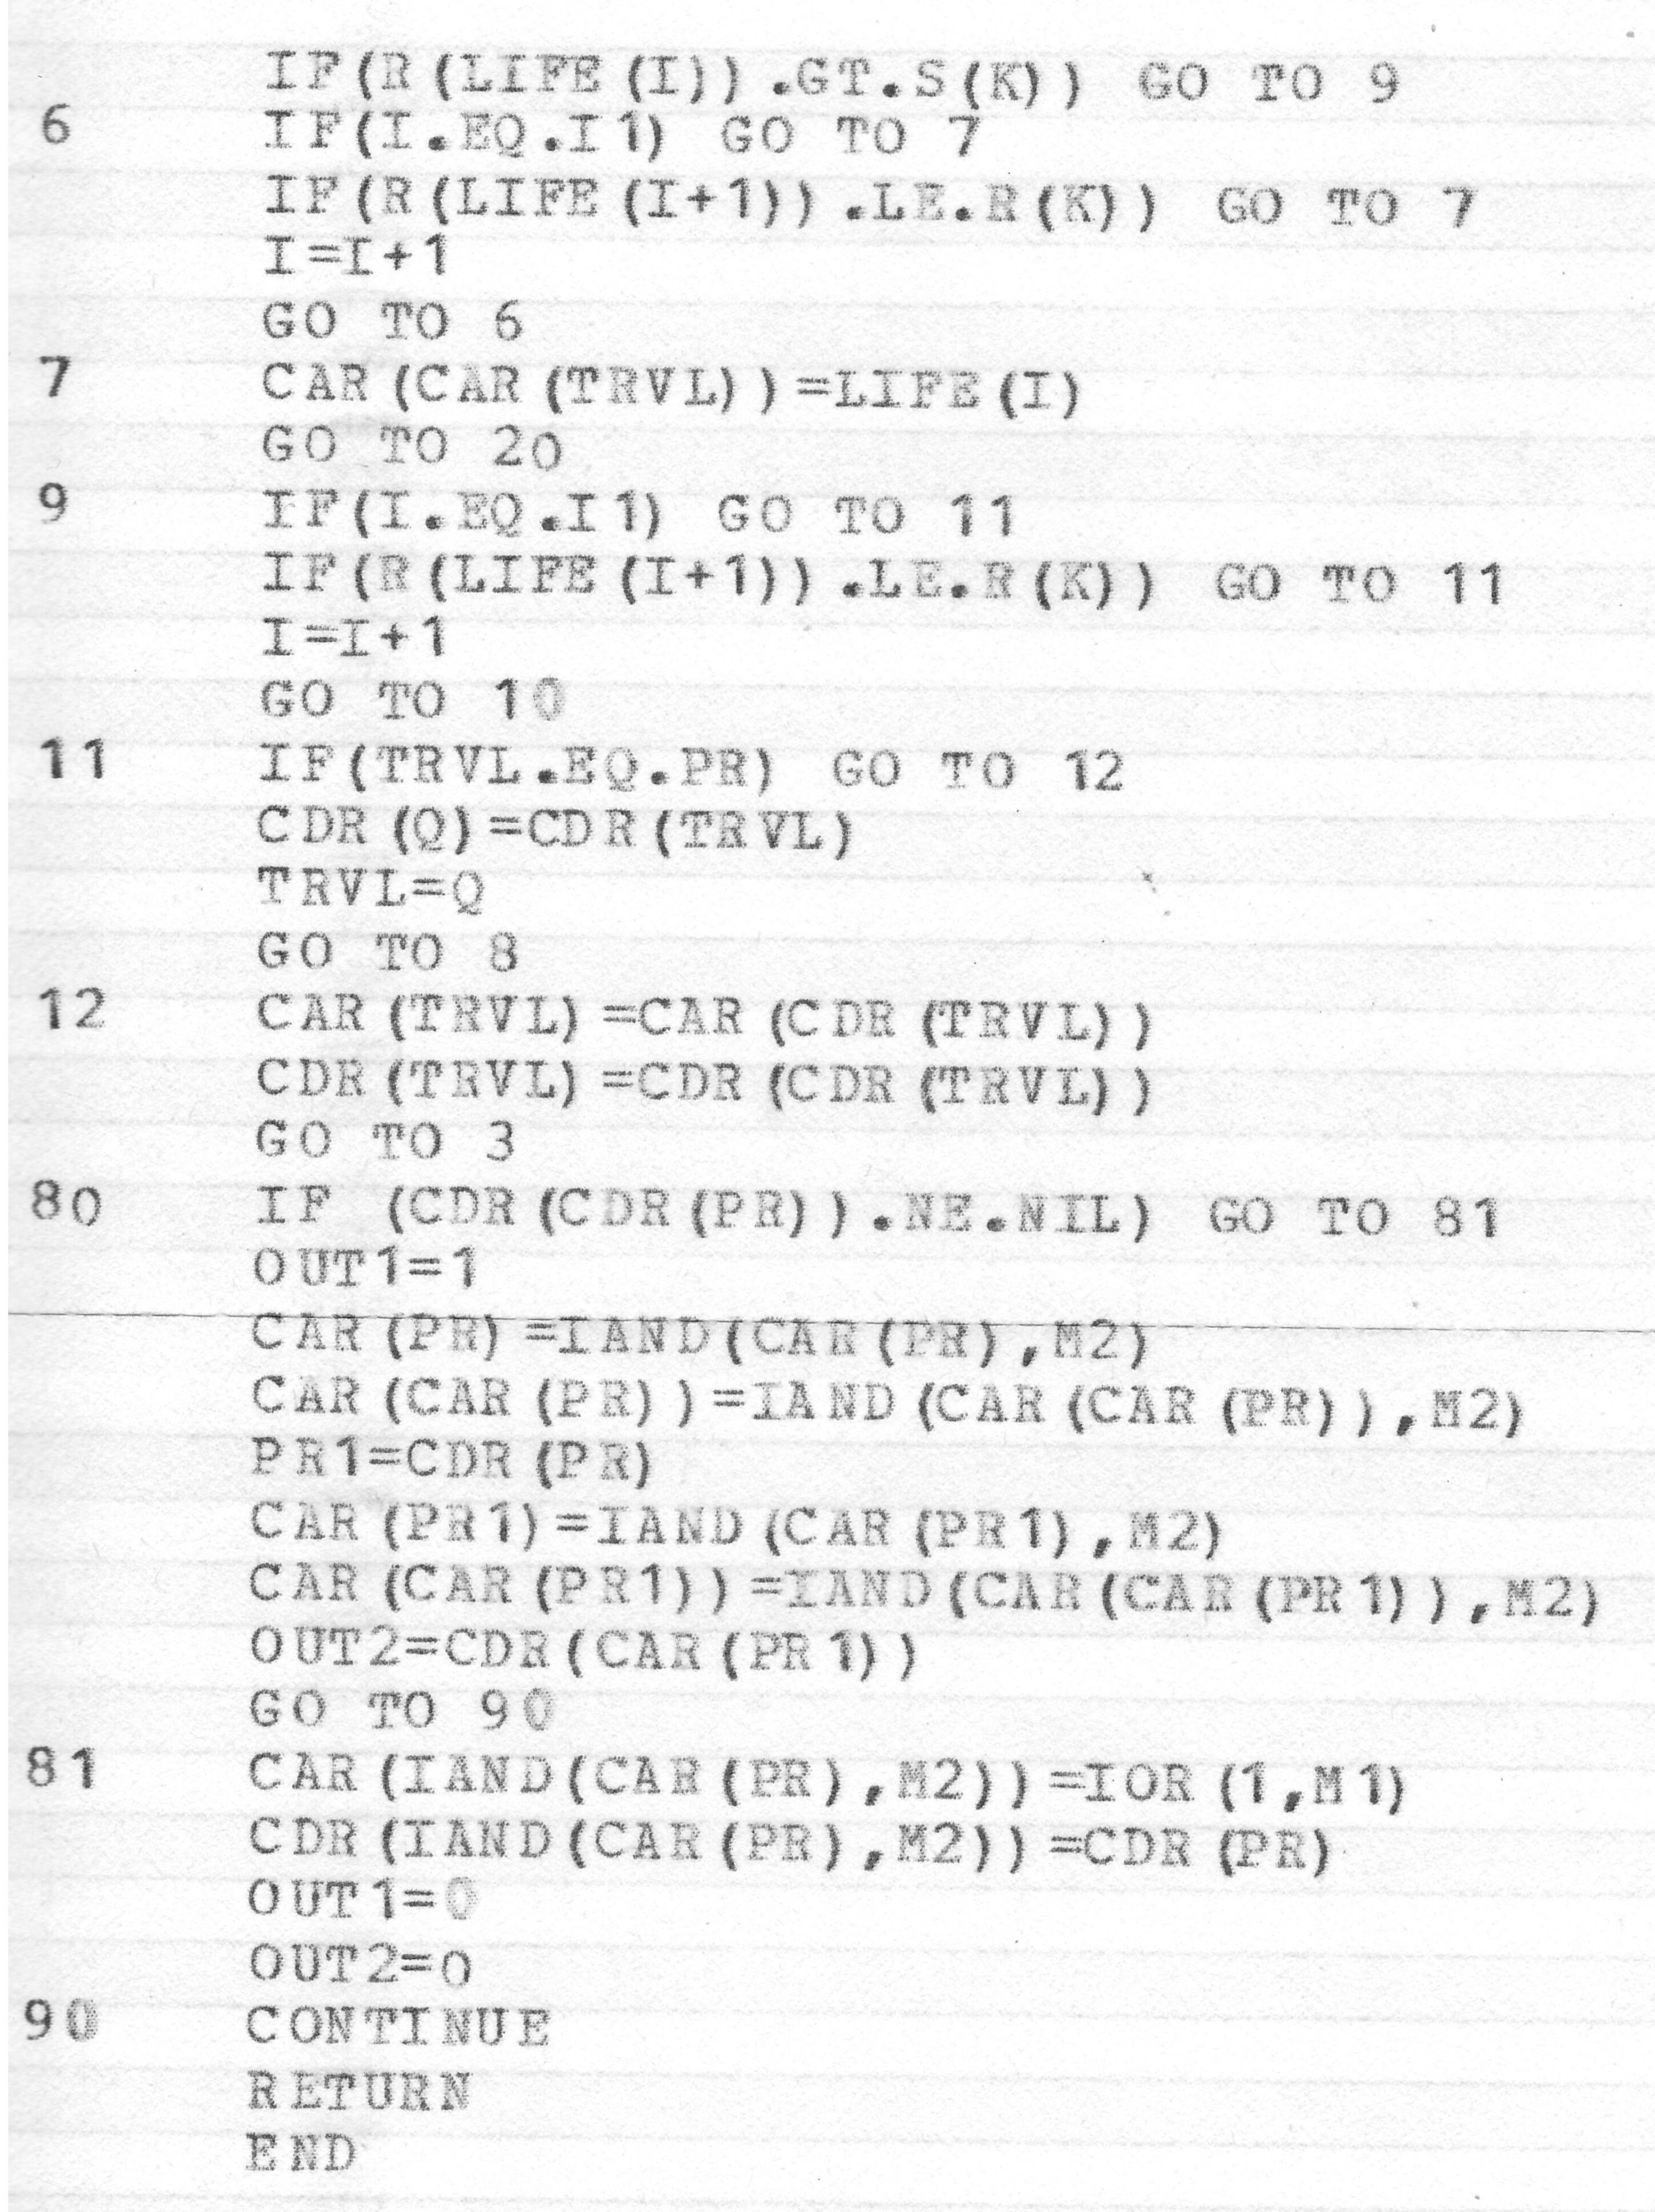 IF(R(LIFE(I)).GT.S(K)) GO TO 9
6 IF(I.EQ.I1) GO TO 7
IF(R(LIFE(I+1)).LE.R(K)) GO TO 7
I=I+1
GO TO 6
7 CAR(CAR(TRVL))=LIFE(I)
GO TO 20
9 IF(I.EQ.I1) GO TO 11
IF(R(LIFE(I+1)).LE.R(K)) GO TO 11
I=I+1
GO TO 10
11 IF(TRVL.EQ.PR) GO TO 12
CDR(Q)=CDR(TRVL)
TRVL=Q
GO TO 8
12 CAR(TRVL)=CAR(CDR(TRVL))
CDR(TRVL)=CDR(CDR(TRVL))
GO TO 3
80 IF (CDR(CDR(PR)).NE.NIL) GO TO 81
OUT1=1
CAR(PR)=IAND(CAR(PR),M2)
CAR(CAR(PR))=IAND(CAR(CAR(PR)),M2)
PR1=CDR(PR)
CAR(PR1)=IAND(CAR(PR1),M2)
CAR(CAR(PR1))=IAND(CAR(CAR(PR1)),M2)
OUT2=CDR(CAR(PR1))
GO TO 90
81 CAR(IAND(CAR(PR),M2))=IOR(1,M1)
CDR(IAND(CAR(PR),M2))=CDR(PR)
OUT1=0
OUT2=0
90 CONTINUE
RETURN
END